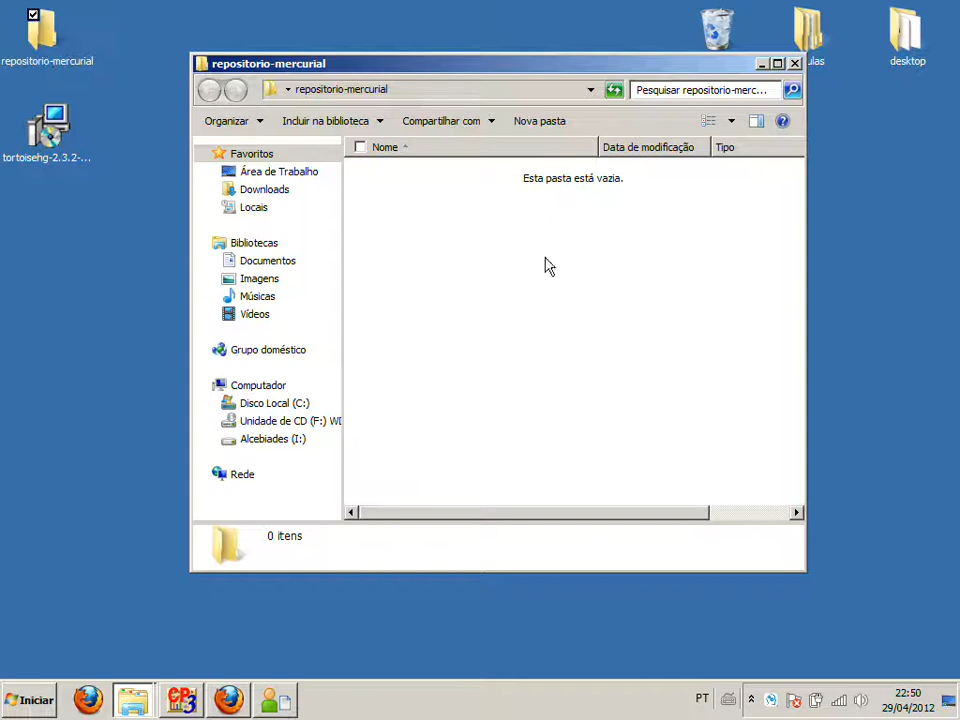 repositorio-mercurial
tortoisehg-2.3.2-...
desktop
repositorio-mercurial
repositorio-mercurial
Pesquisar repositorio-merc...
Organizar
Incluir na biblioteca
Compartilhar com
Nova pasta
Nome
Data de modificação
Tipo
Esta pasta está vazia.
Favoritos
Área de Trabalho
Downloads
Locais
Bibliotecas
Documentos
Imagens
Músicas
Vídeos
Grupo doméstico
Computador
Disco Local (C:)
Unidade de CD (F:) WD
Alcebiades (I:)
Rede
0 itens
Iniciar
PT
22:50
29/04/2012